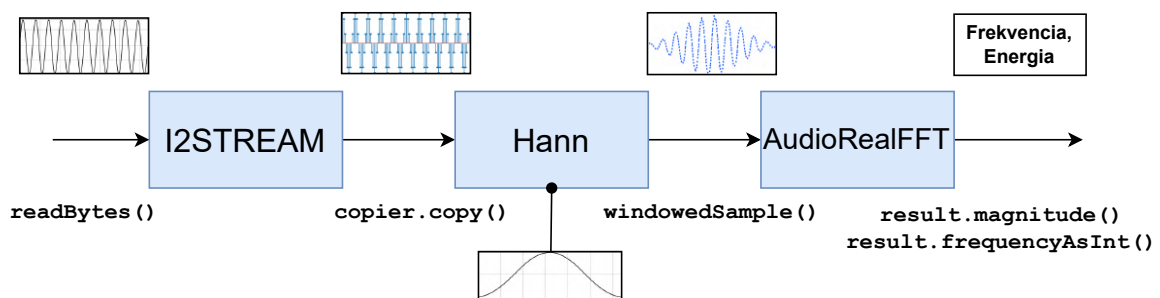 Frekvencia,
Energia
I2STREAM
Hann
AudioRealFFT
readBytes()
copier.copy()
windowedSample()
result.magnitude()
result.frequencyAsInt()